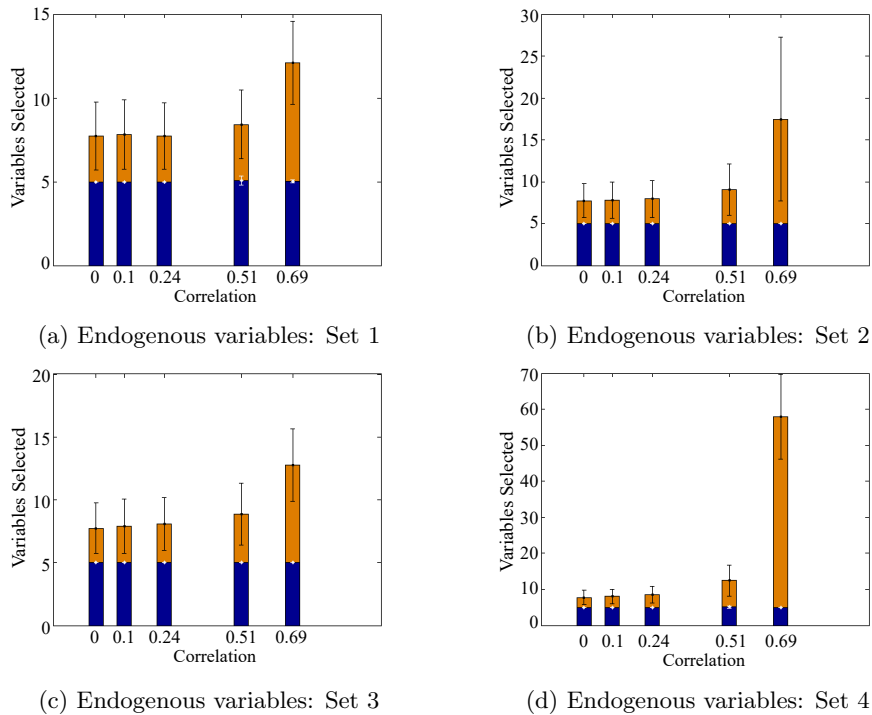 15
10
5
0
Variables Selected
0 0.1 0.24 0.51 0.69
Correlation
(a) Endogenous variables: Set 1
30
25
20
15
10
5
0
Variables Selected
0 0.1 0.24 0.51 0.69
Correlation
(b) Endogenous variables: Set 2
20
15
10
5
0
Variables Selected
0 0.1 0.24 0.51 0.69
Correlation
(c) Endogenous variables: Set 3
70
60
50
40
30
20
10
0
Variables Selected
0 0.1 0.24 0.51 0.69
Correlation
(d) Endogenous variables: Set 4